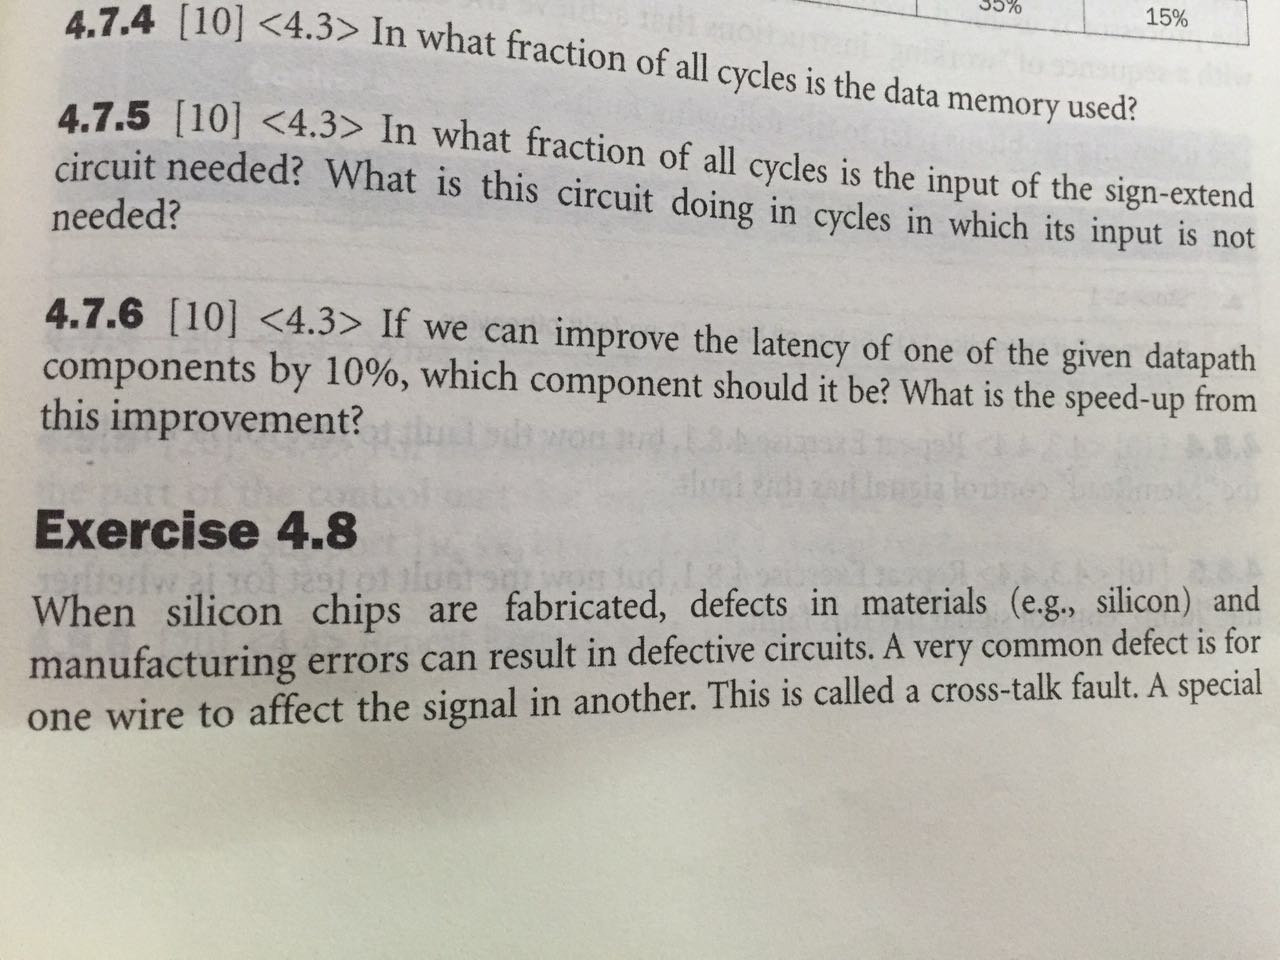 35% 15%
4.7.4 [10] <4.3> In what fraction of all cycles is the data memory used?
4.7.5 [10] <4.3> In what fraction of all cycles is the input of the sign-extend
circuit needed? What is this circuit doing in cycles in which its input is not
needed?
4.7.6 [10] <4.3> If we can improve the latency of one of the given datapath
components by 10%, which component should it be? What is the speed-up from
this improvement?
Exercise 4.8
When silicon chips are fabricated, defects in materials (e.g., silicon) and
manufacturing errors can result in defective circuits. A very common defect is for
one wire to affect the signal in another. This is called a cross-talk fault. A special